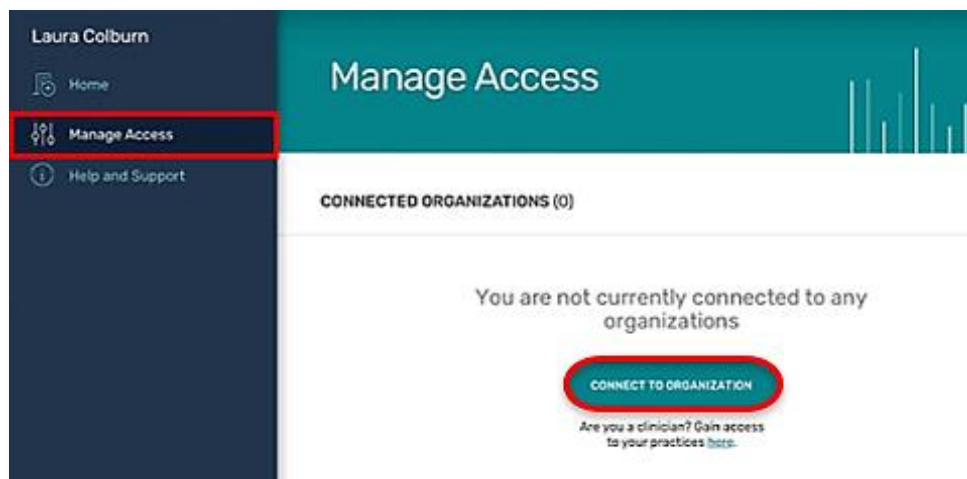 Laura Colburn
Home
Manage Access
Help and Support
Manage Access
CONNECTED ORGANIZATIONS (0)
You are not currently connected to any
organizations
CONNECT TO ORGANIZATION
Are you a clinician? Gain access
to your practices here.